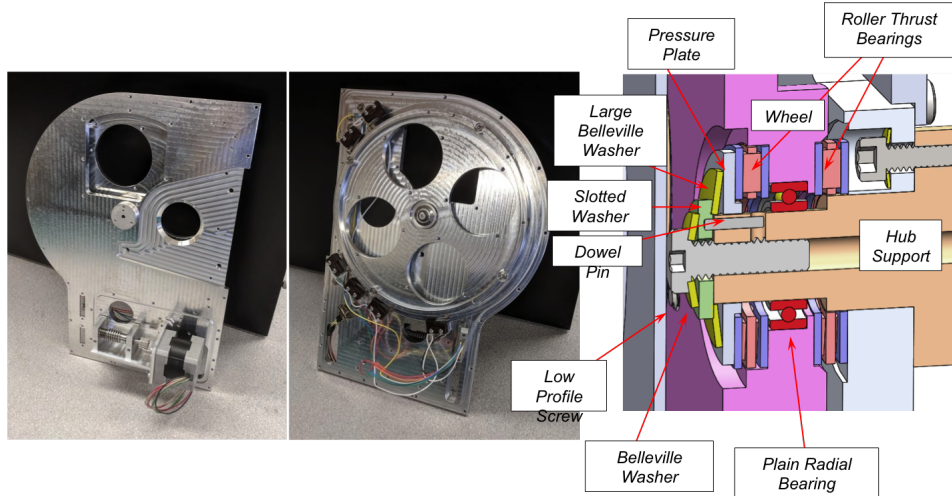 Pressure
Plate
Roller Thrust
Bearings
Large
Belleville
Washer
Wheel
Slotted
Washer
Dowel
Pin
Hub
Support
Low
Profile
Screw
Belleville
Washer
Plain Radial
Bearing